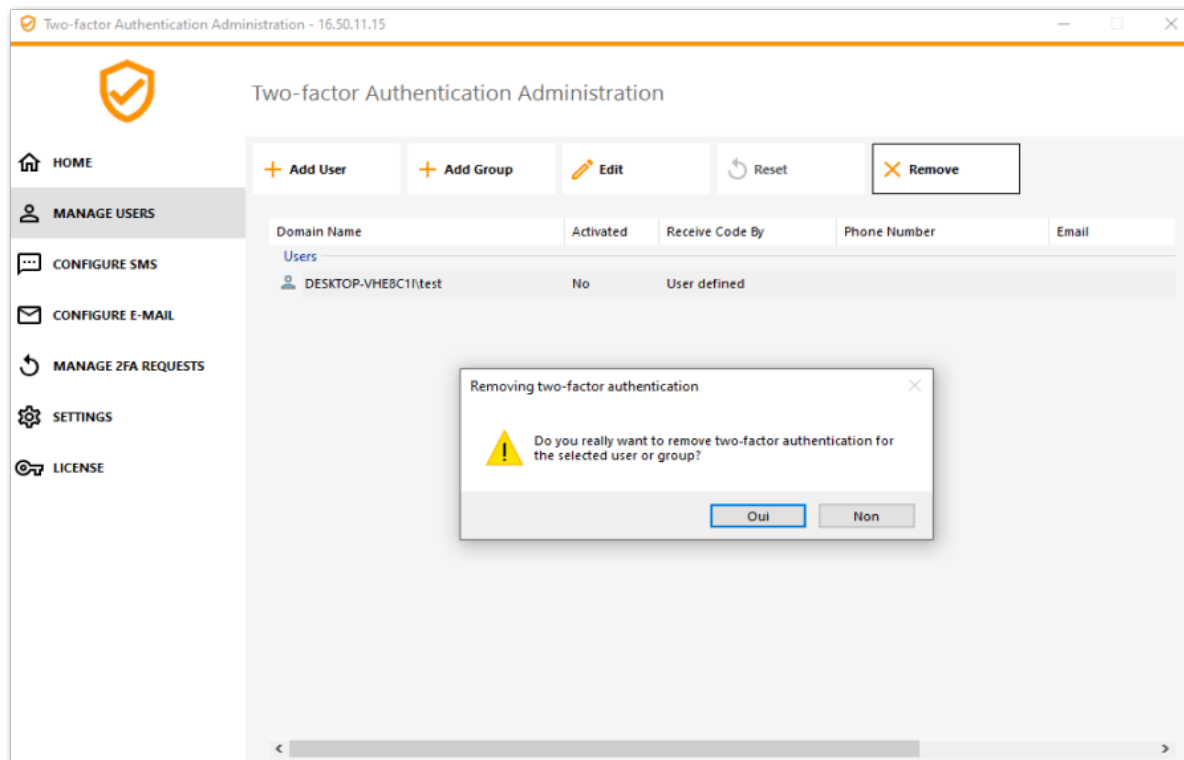 Two-factor Authentication Administration - 16.50.11.15
Two-factor Authentication Administration
HOME
MANAGE USERS
CONFIGURE SMS
CONFIGURE E-MAIL
MANAGE 2FA REQUESTS
SETTINGS
LICENSE
Add User
Add Group
Edit
Reset
Remove
Domain Name
Activated
Receive Code By
Phone Number
Email
Users
DESKTOP-VHE8C1I\test
No
User defined
Removing two-factor authentication
Do you really want to remove two-factor authentication for
the selected user or group?
Oui
Non